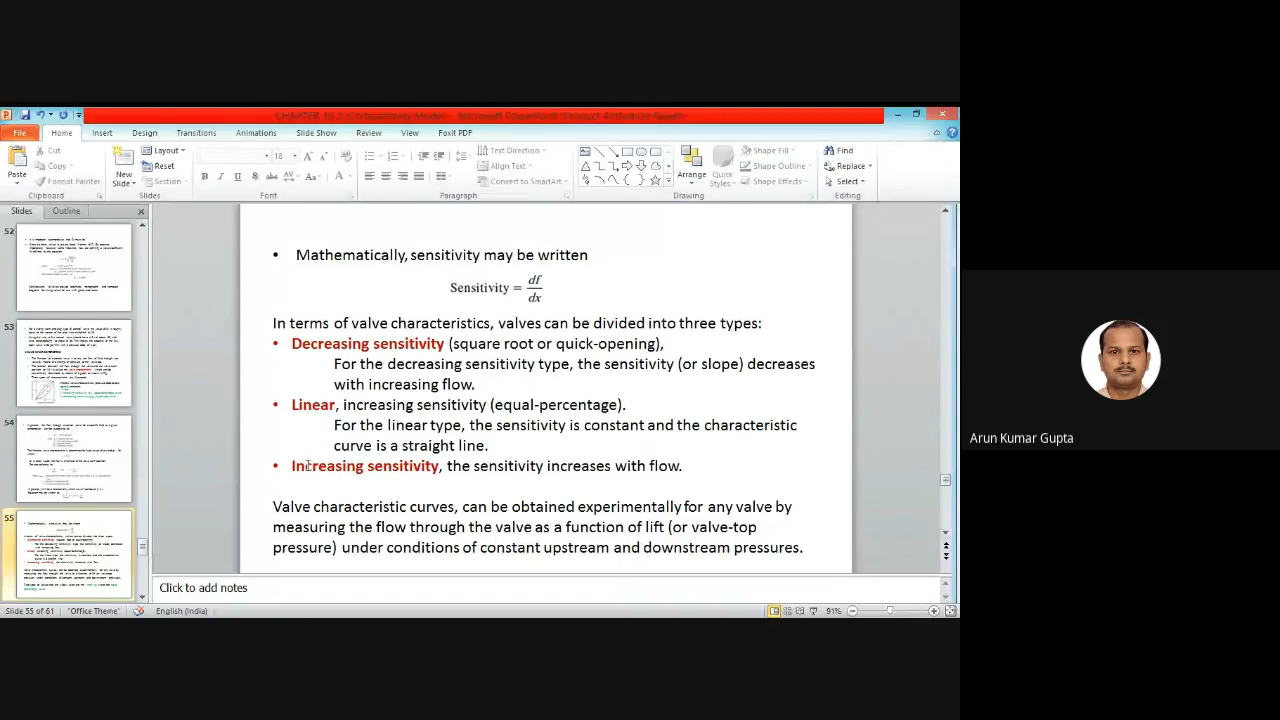 File Home Insert Design Transitions Animations Slide Show Review View Foxit PDF
Cut Layout 18 Text Direction Shape Fill Find
Paste Copy New Slide Reset Align Text Arrange Quick Styles Shape Outline Replace
Format Painter Section Convert to SmartArt Shape Effects Select
Clipboard Slides Font Paragraph Drawing Editing
Slides Outline
52
53
54
55
• Mathematically, sensitivity may be written
Sensitivity = df/dx
In terms of valve characteristics, valves can be divided into three types:
• Decreasing sensitivity (square root or quick-opening),
For the decreasing sensitivity type, the sensitivity (or slope) decreases
with increasing flow.
• Linear, increasing sensitivity (equal-percentage).
For the linear type, the sensitivity is constant and the characteristic
curve is a straight line.
• Increasing sensitivity, the sensitivity increases with flow.
Valve characteristic curves, can be obtained experimentally for any valve by
measuring the flow through the valve as a function of lift (or valve-top
pressure) under conditions of constant upstream and downstream pressures.
Click to add notes
Slide 55 of 61 "Office Theme" English (India) 91%
Arun Kumar Gupta